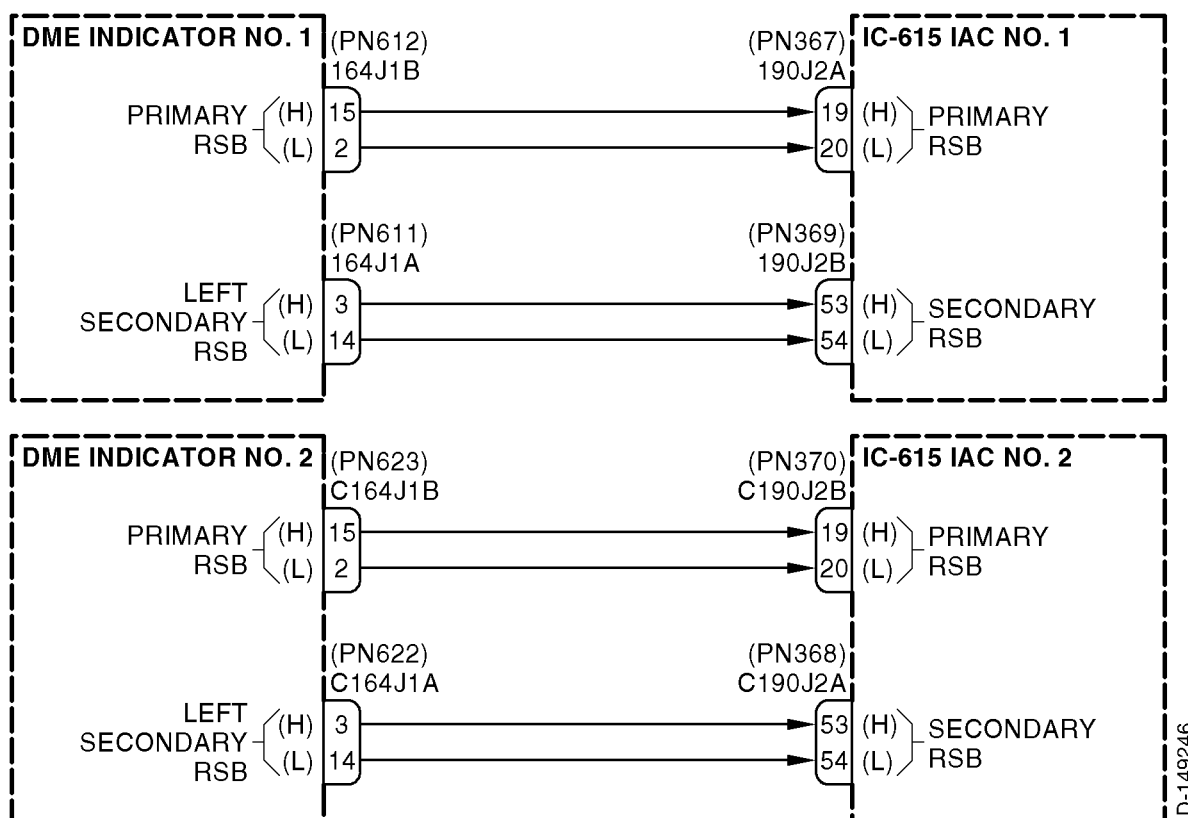 DME INDICATOR NO. 1
(PN612)
164J1B
(PN367)
190J2A
IC-615 IAC NO. 1
PRIMARY
RSB
(H)
(L)
15
2
19
20
(H)
(L)
PRIMARY
RSB
(PN611)
164J1A
(PN369)
190J2B
LEFT
SECONDARY
RSB
(H)
(L)
3
14
53
54
(H)
(L)
SECONDARY
RSB
DME INDICATOR NO. 2
(PN623)
C164J1B
(PN370)
C190J2B
IC-615 IAC NO. 2
PRIMARY
RSB
(H)
(L)
15
2
19
20
(H)
(L)
PRIMARY
RSB
(PN622)
C164J1A
(PN368)
C190J2A
LEFT
SECONDARY
RSB
(H)
(L)
3
14
53
54
(H)
(L)
SECONDARY
RSB
D-149246